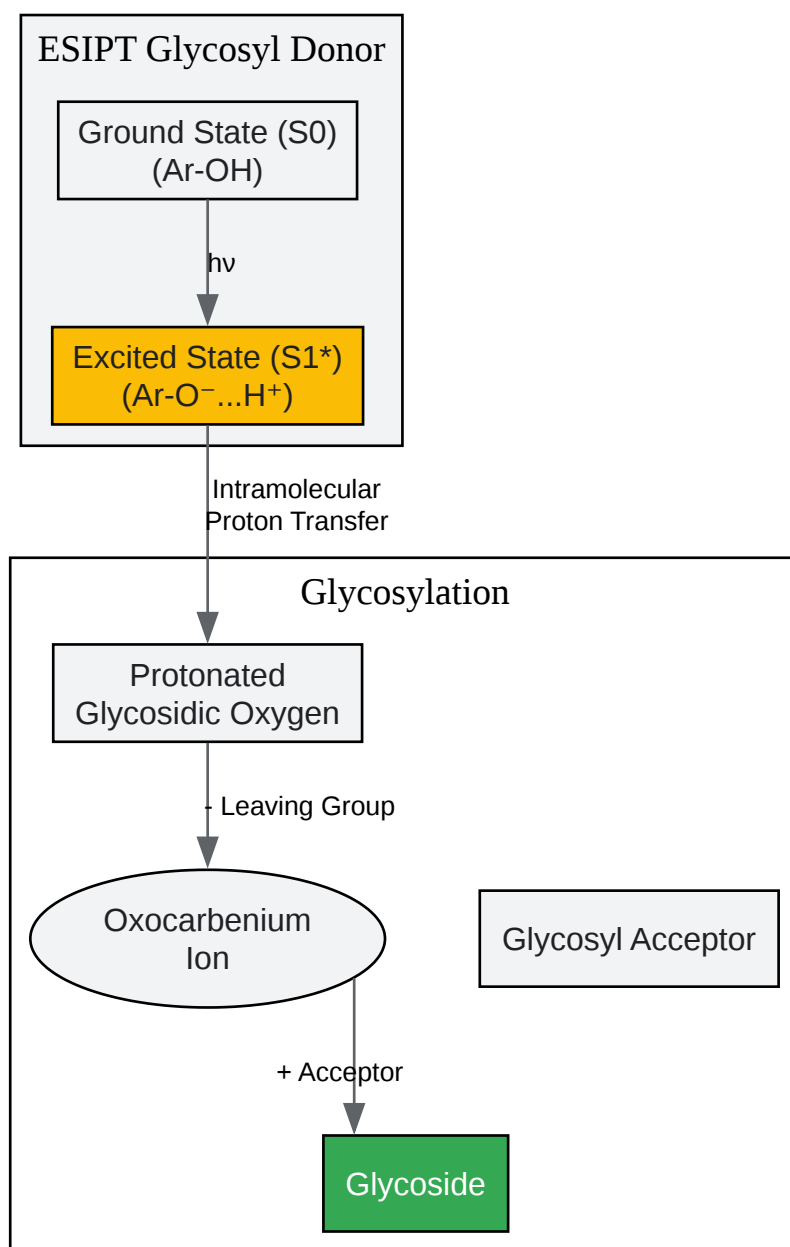 ESIPT Glycosyl Donor
Ground State (S0)
(Ar-OH)
hν
Excited State (S1*)
(Ar-O⁻...H⁺)
Intramolecular
Proton Transfer
Glycosylation
Protonated
Glycosidic Oxygen
- Leaving Group
Oxocarbenium
Ion
Glycosyl Acceptor
+ Acceptor
Glycoside